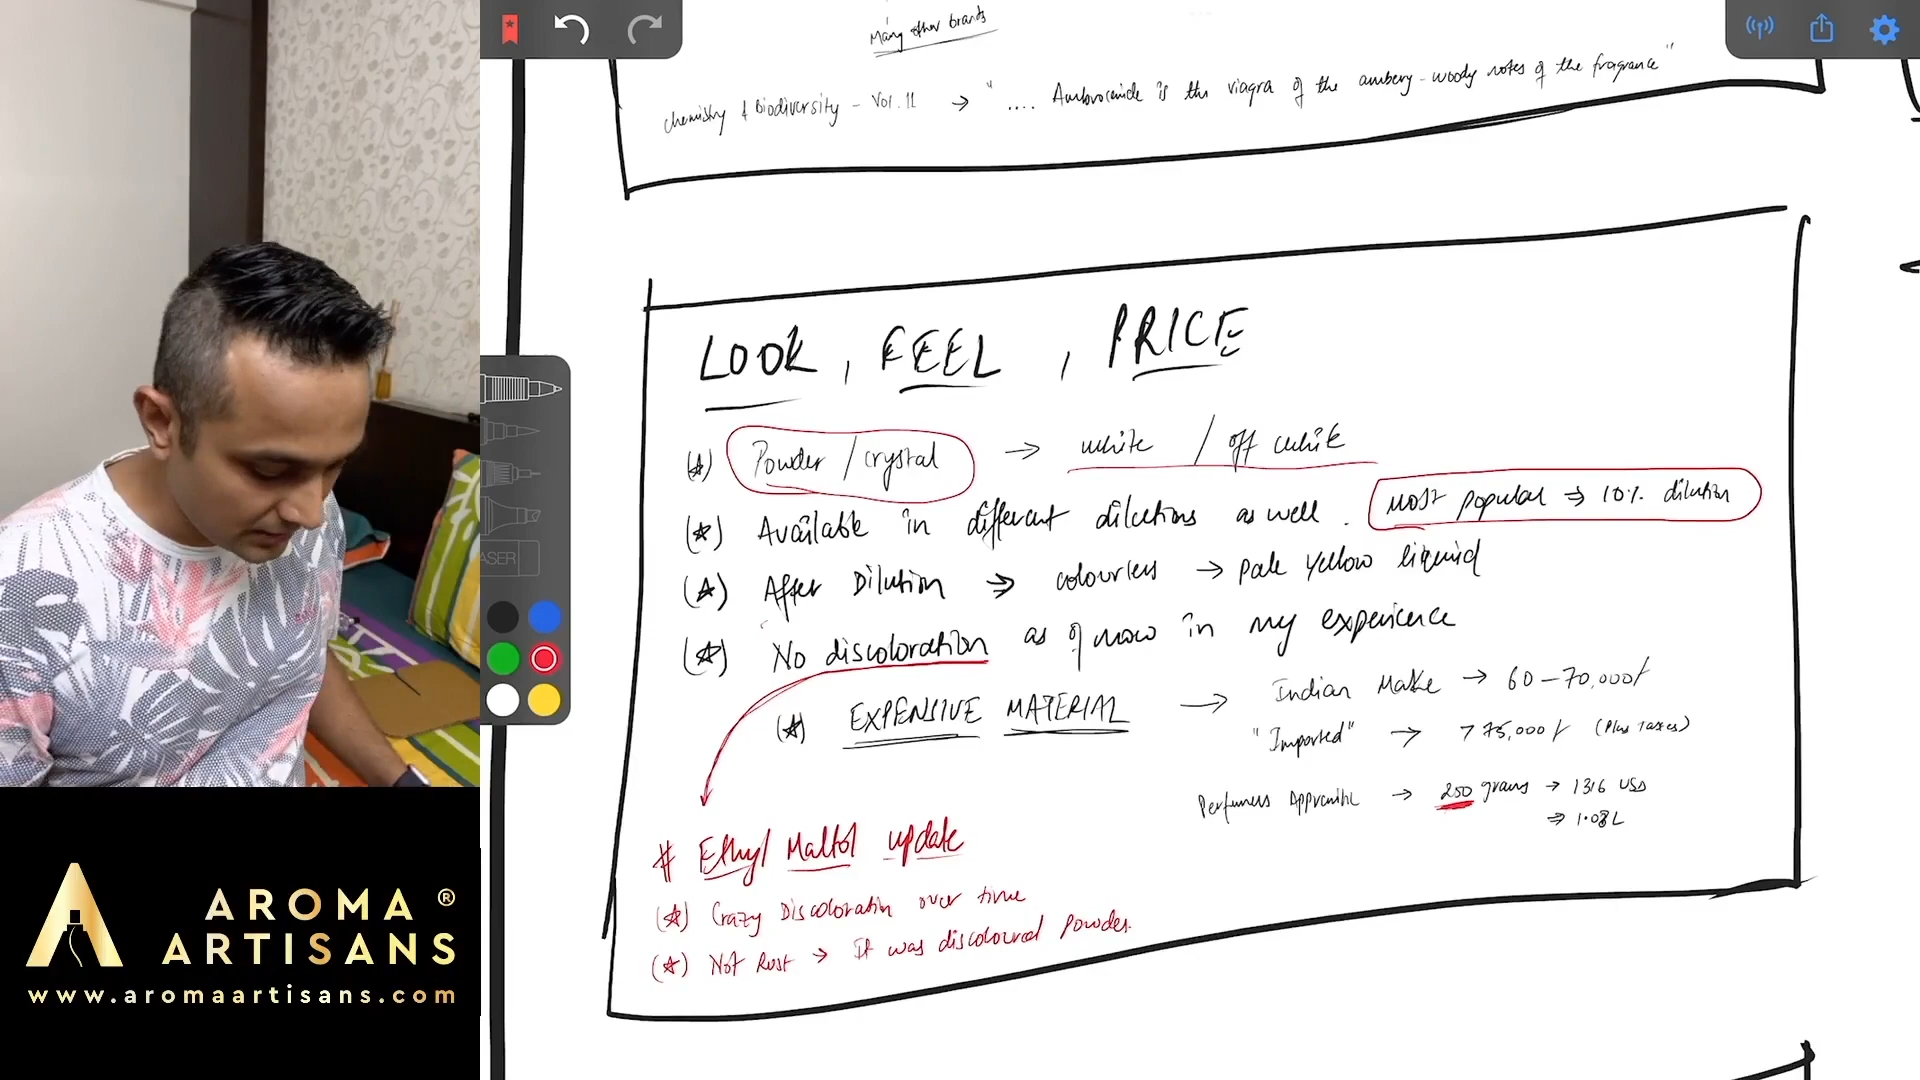 Many other brands
Chemistry & Biodiversity - Vol. 11 → ".... Ambrocenide is the viagra of the ambery-woody notes of the fragrance"
LOOK, FEEL, PRICE
(☆) Powder / crystal → white / off white
(☆) Available in different dilutions as well. Most popular ⇒ 10% dilution
(☆) After Dilution → colourless → pale yellow liquid
(☆) No discoloration as of now in my experience
(☆) EXPENSIVE MATERIAL → Indian Make → 60-70,000/
"Imported" → 775,000/ (Plus Taxes)
Perfumers Apprentice → 250 grams → 1316 USD
⇒ 1.08L
# Ethyl Maltol update
(☆) Crazy Discoloration over time
(☆) Not Rust → It was discoloured powder.
ASER
AROMA ®
ARTISANS
www.aromaartisans.com